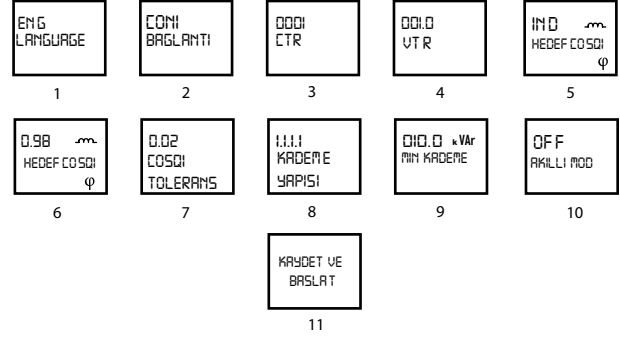 ENG
LANGUAGE
1
CON1
BAGLANTI
2
0001
CTR
3
001.0
VTR
4
IND
HEDEF COSQI
φ
5
0.98
HEDEF COSQI
φ
6
0.02
COSQI
TOLERANS
7
1.1.1.1
KADEME
YAPISI
8
010.0 kVAr
MIN KADEME
9
OFF
AKILLI MOD
10
KAYDET VE
BASLAT
11